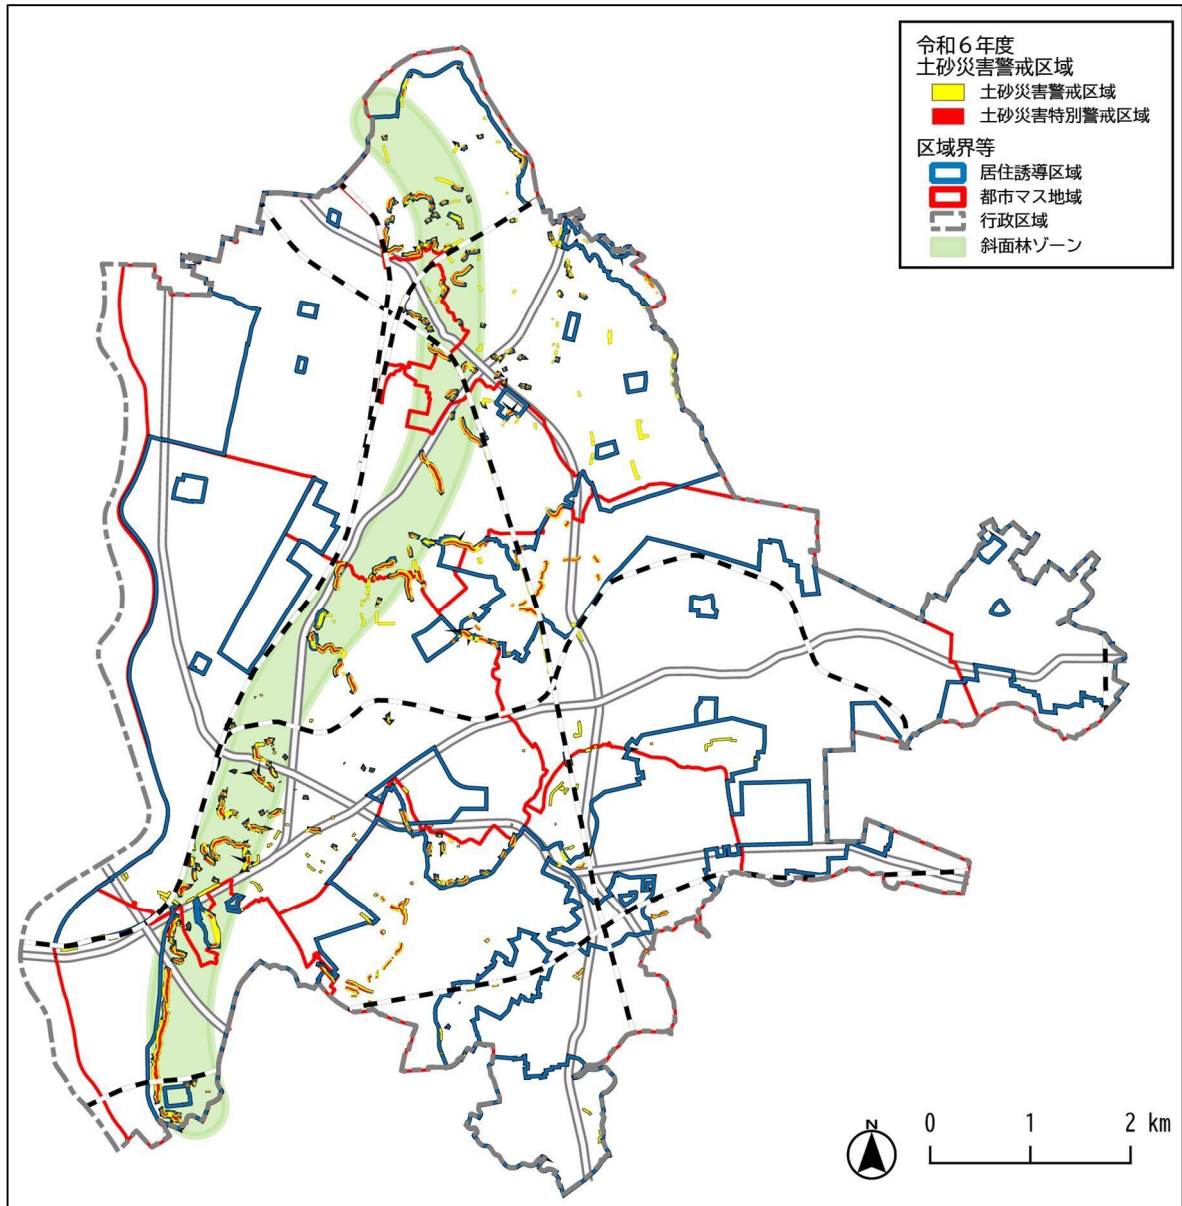 令和６年度
土砂災害警戒区域
土砂災害警戒区域
土砂災害特別警戒区域
区域界等
居住誘導区域
都市マス地域
行政区域
斜面林ゾーン
N
0 1 2 km